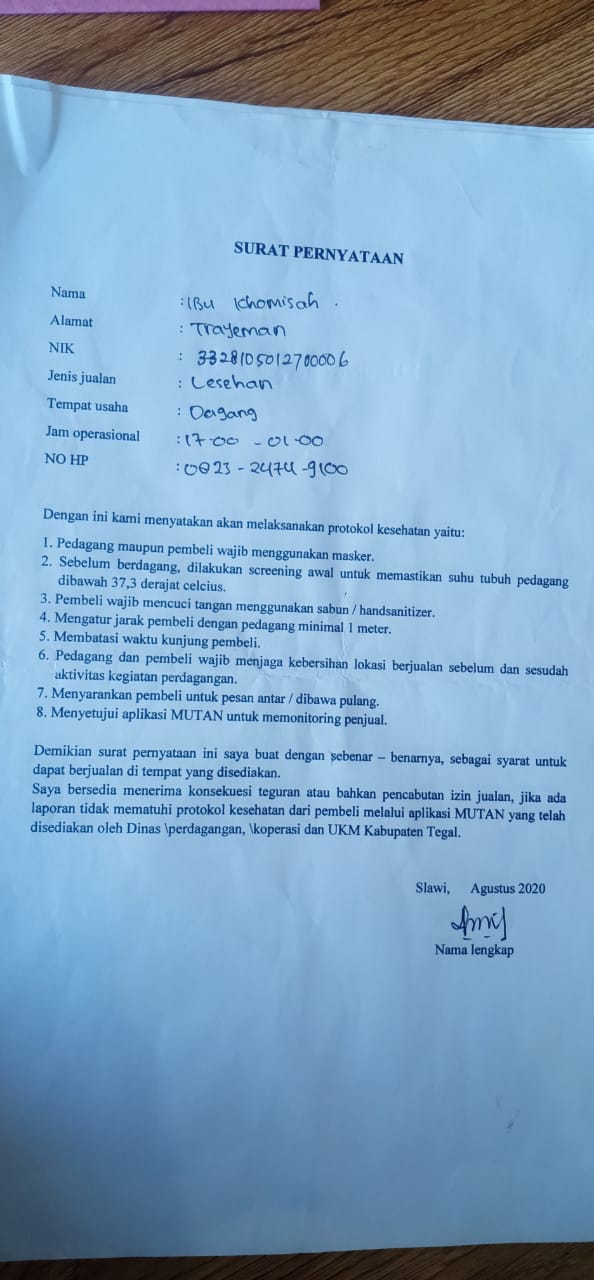 SURAT PERNYATAAN
Nama : IBu Khomisah .
Alamat : Trayeman
NIK : 3328105012700006
Jenis jualan : Lesehan
Tempat usaha : Dagang
Jam operasional : 17-00 - 01-00
NO HP : 0823 - 2474 - 9100
Dengan ini kami menyatakan akan melaksanakan protokol kesehatan yaitu:
1. Pedagang maupun pembeli wajib menggunakan masker.
2. Sebelum berdagang, dilakukan screening awal untuk memastikan suhu tubuh pedagang
dibawah 37,3 derajat celcius.
3. Pembeli wajib mencuci tangan menggunakan sabun / handsanitizer.
4. Mengatur jarak pembeli dengan pedagang minimal 1 meter.
5. Membatasi waktu kunjung pembeli.
6. Pedagang dan pembeli wajib menjaga kebersihan lokasi berjualan sebelum dan sesudah
aktivitas kegiatan perdagangan.
7. Menyarankan pembeli untuk pesan antar / dibawa pulang.
8. Menyetujui aplikasi MUTAN untuk memonitoring penjual.
Demikian surat pernyataan ini saya buat dengan sebenar – benarnya, sebagai syarat untuk
dapat berjualan di tempat yang disediakan.
Saya bersedia menerima konsekuesi teguran atau bahkan pencabutan izin jualan, jika ada
laporan tidak mematuhi protokol kesehatan dari pembeli melalui aplikasi MUTAN yang telah
disediakan oleh Dinas \perdagangan, \koperasi dan UKM Kabupaten Tegal.
Slawi, Agustus 2020
Nama lengkap